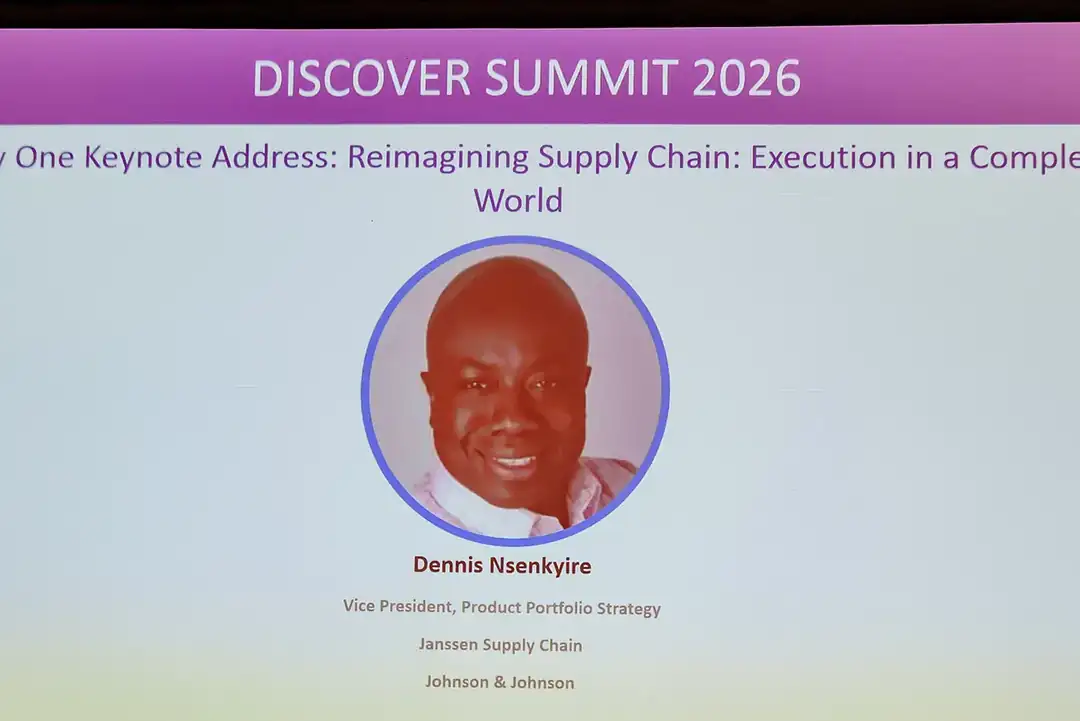 DISCOVER SUMMIT 2026
One Keynote Address: Reimagining Supply Chain: Execution in a
World
Dennis Nsenkyire
Vice President, Product Portfolio Strategy
Janssen Supply Chain
Johnson & Johnson